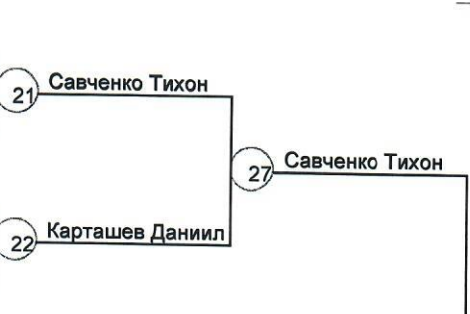 21 Савченко Тихон
27 Савченко Тихон
22 Карташев Даниил